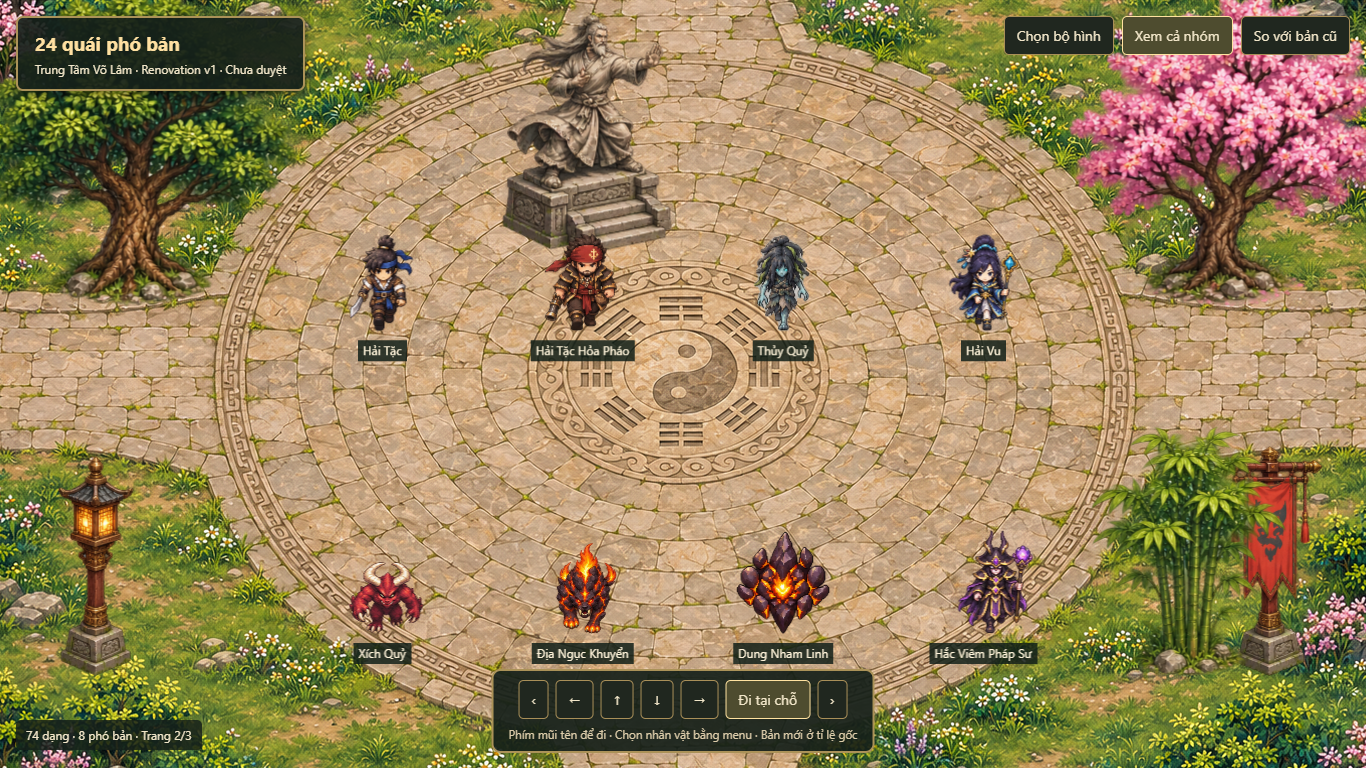 24 quái phó bản
Trung Tâm Võ Lâm · Renovation v1 · Chưa duyệt
Chọn bộ hình
Xem cả nhóm
So với bản cũ
Hải Tặc
Hải Tặc Hỏa Pháo
Thủy Quỷ
Hải Vu
Xích Quỷ
Địa Ngục Khuyển
Dung Nham Linh
Hắc Viêm Pháp Sư
‹ ← ↑ ↓ → Đi tại chỗ ›
Phím mũi tên để đi · Chọn nhân vật bằng menu · Bản mới ở tỉ lệ gốc
74 dạng · 8 phó bản · Trang 2/3